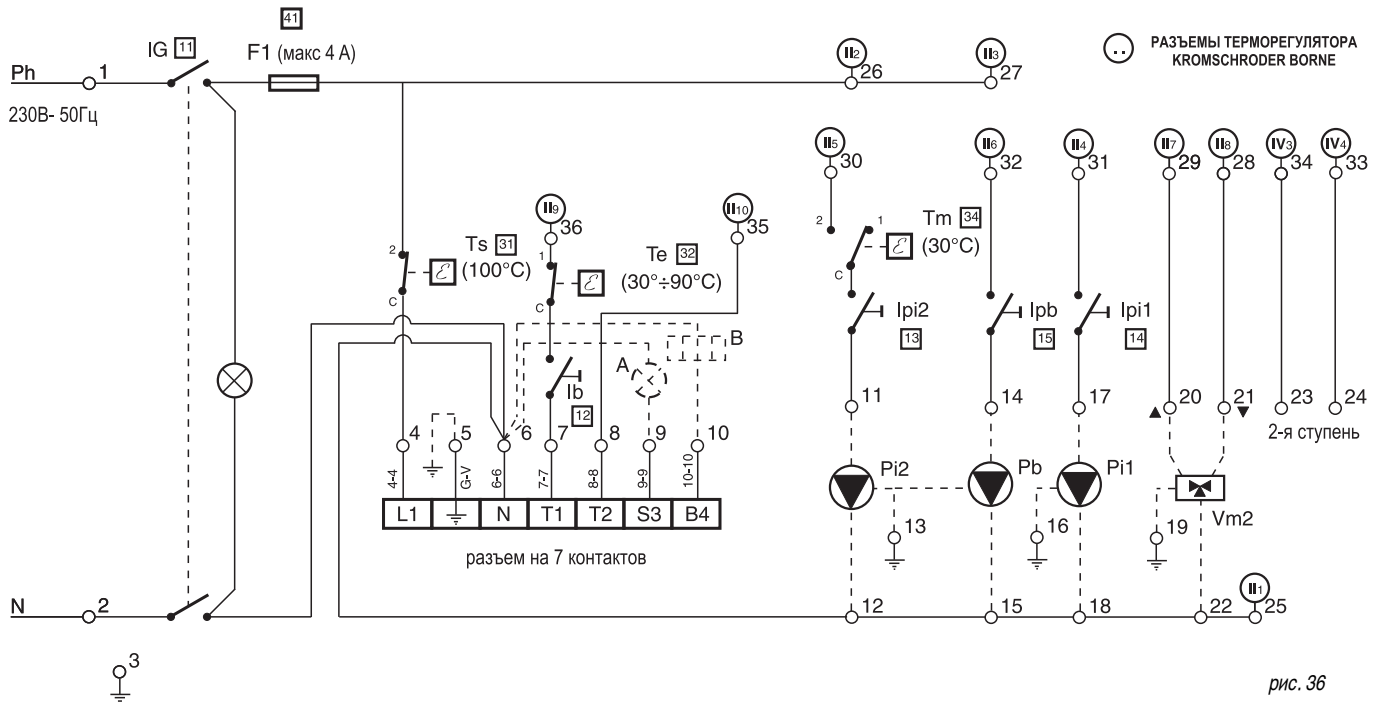 41
IG 11
F1 (макс 4 А)
II2
II3
..
РАЗЪЕМЫ ТЕРМОРЕГУЛЯТОРА
KROMSCHRODER BORNE
Ph
1
26
27
230В- 50Гц
II5
II6
II4
II7
II8
IV3
IV4
30
32
31
29
28
34
33
II9
II10
36
35
2
1
Tm 34
(30°C)
ℰ
C
2
Ts 31
(100°C)
ℰ
C
1
Te 32
(30°÷90°C)
ℰ
C
Ipi2
13
Ipb
15
Ipi1
14
A
B
Ib
12
11
14
17
20
21
23
24
▲
▼
2-я ступень
4
5
6
7
8
9
10
4-4
G-V
6-6
7-7
8-8
9-9
10-10
L1
N
T1
T2
S3
B4
разъем на 7 контактов
Pi2
Pb
Pi1
Vm2
13
16
19
N
2
12
15
18
22
II1
25
3
рис. 36